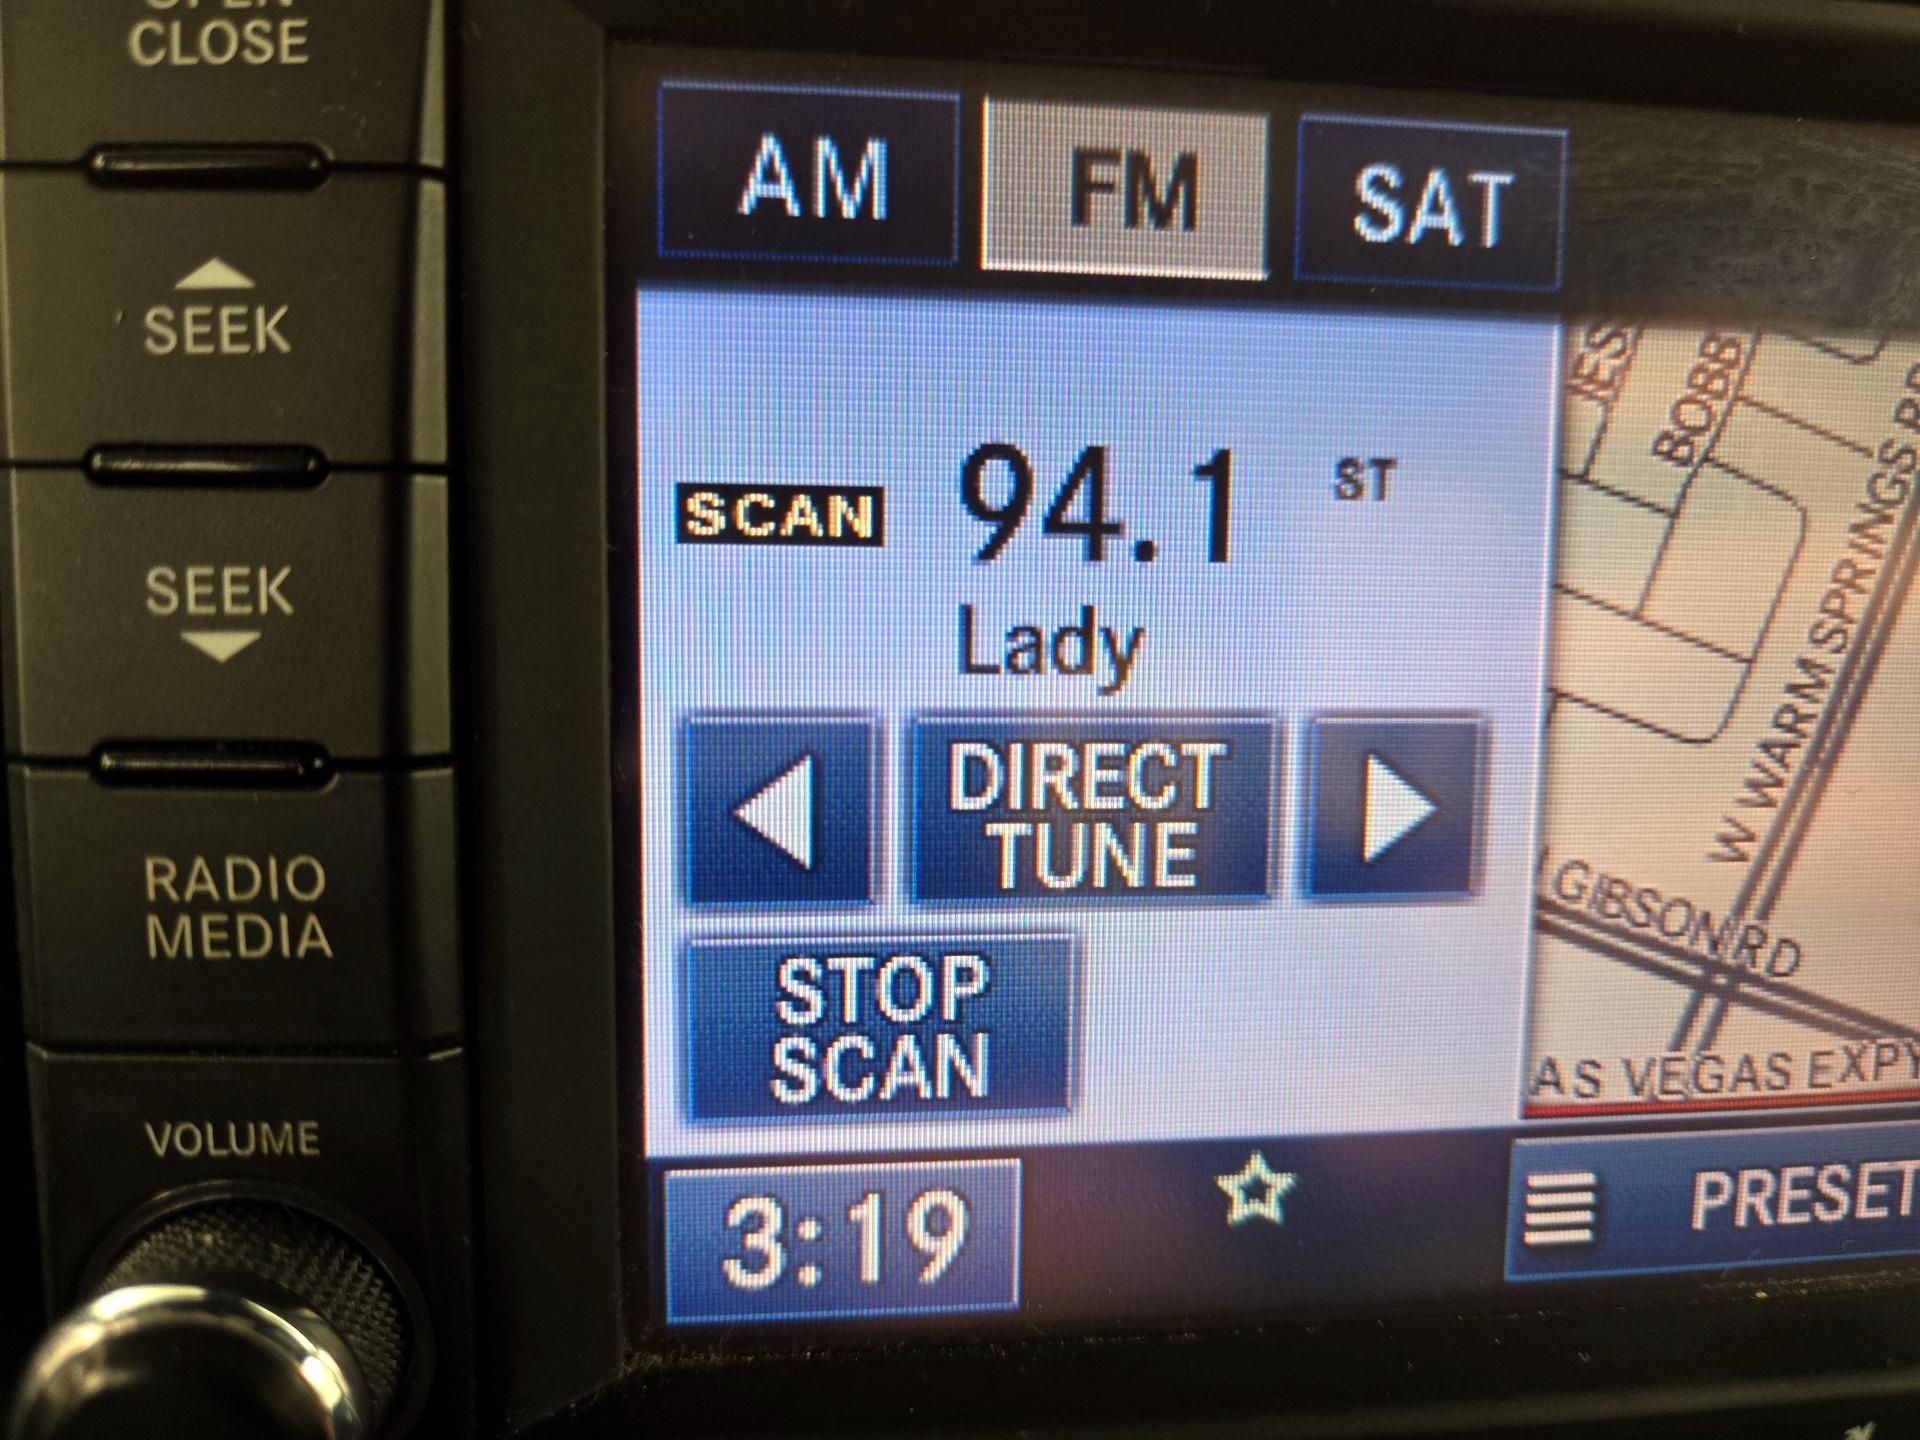 CLOSE
SEEK
SEEK
RADIO
MEDIA
VOLUME
AM
FM
SAT
SCAN
94.1
ST
Lady
DIRECT
TUNE
STOP
SCAN
3:19
PRESET
BOBB
W WARM SPRINGS RD
GIBSON RD
AS VEGAS EXPY